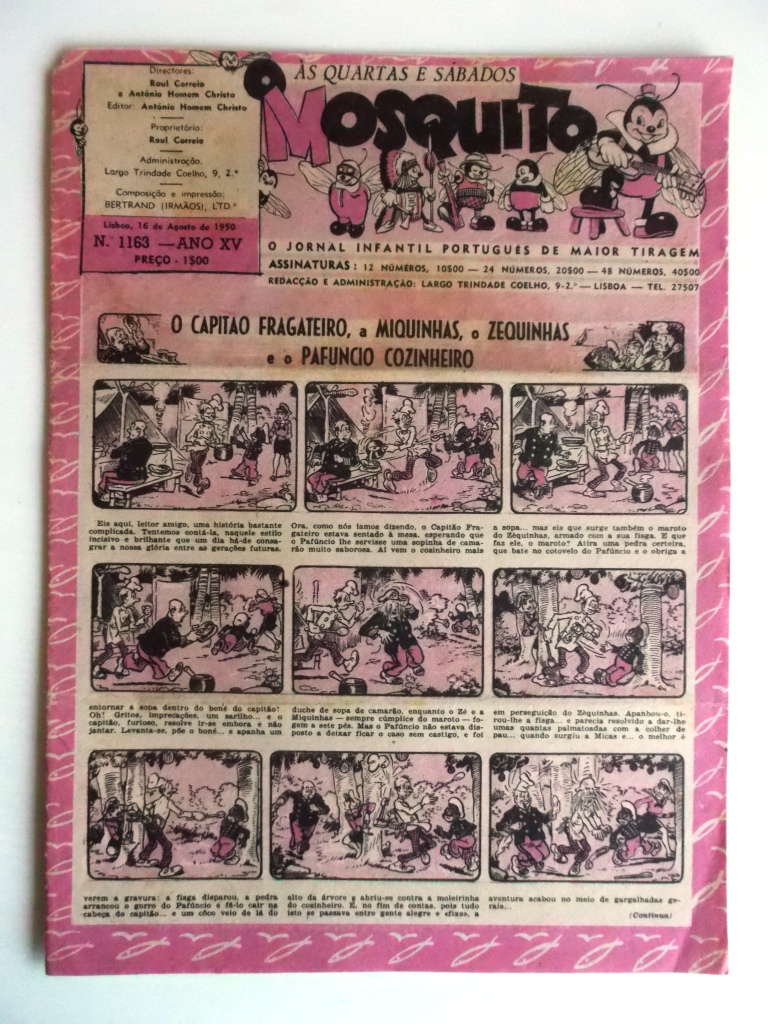 Directores:
Raul Correia
e António Homem Christo
Editor: António Homem Christo
Proprietário:
Raul Correia
Administração.
Largo Trindade Coelho, 9, 2.º
Composição e impressão:
BERTRAND (IRMÃOS), LTD.ª
Lisboa, 16 de Agosto de 1950
N.º 1163 — ANO XV
PREÇO - 1$00
ÀS QUARTAS E SÁBADOS
O MOSQUITO
O JORNAL INFANTIL PORTUGUÊS DE MAIOR TIRAGEM
ASSINATURAS: 12 NÚMEROS, 10$00 — 24 NÚMEROS, 20$00 — 48 NÚMEROS, 40$00
REDACÇÃO E ADMINISTRAÇÃO: LARGO TRINDADE COELHO, 9-2.º — LISBOA — TEL. 27507
O CAPITÃO FRAGATEIRO, a MIQUINHAS, o ZEQUINHAS
e o PAFUNCIO COZINHEIRO
Eis aqui, leitor amigo, uma história bastante
complicada. Tentemos contá-la, naquele estilo
incisivo e brilhante que um dia há-de consa-
grar a nossa glória entre as gerações futuras.
Ora, como nós íamos dizendo, o Capitão Fra-
gateiro estava sentado à mesa, esperando que
o Pafúncio lhe servisse uma sopinha de cama-
rão muito saborosa. Aí vem o cozinheiro mais
a sopa... mas eis que surge também o maroto
do Zèquinhas, armado com a sua fisga. E que
faz ele, o maroto? Atira uma pedra certeira,
que bate no cotovelo do Pafúncio e o obriga a
entornar a sopa dentro do boné do capitão!
Oh! Gritos, imprecações, um sarilho... e o
capitão, furioso, resolve ir-se embora e não
jantar. Levanta-se, põe o boné... e apanha um
duche de sopa de camarão, enquanto o Zé e a
Miquinhas — sempre cúmplice do maroto — fo-
gem a sete pés. Mas o Pafúncio não estava dis-
posto a deixar ficar o caso sem castigo, e foi
em perseguição do Zèquinhas. Apanhou-o, ti-
rou-lhe a fisga... e parecia resolvido a dar-lhe
umas quantas palmatoadas com a colher de
pau... quando surgiu a Micas... e o melhor é
verem a gravura: a fisga disparou, a pedra
arrancou o gorro do Pafúncio e fê-lo cair na
cabeça do capitão... e um côco veio de lá do
alto da árvore e abriu-se contra a moleirinha
do cozinheiro. E, no fim de contas, pois tudo
isto se passava entre gente alegre e «fixe», a
aventura acabou no meio de gargalhadas ge-
rais...
(Continua)